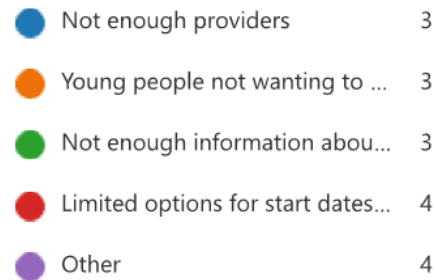 Not enough providers 3
Young people not wanting to ... 3
Not enough information abou... 3
Limited options for start dates... 4
Other 4